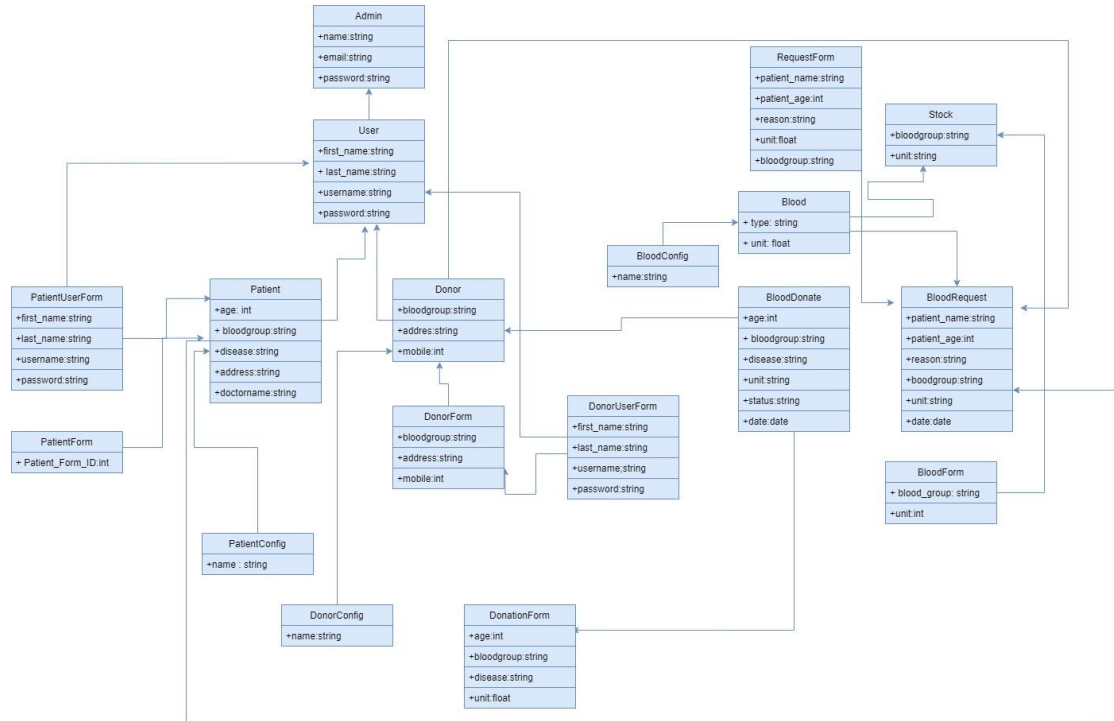 Admin
+name:string
+email:string
+password:string
User
+first_name:string
+ last_name:string
+username:string
+password:string
RequestForm
+patient_name:string
+patient_age:int
+reason:string
+unit:float
+bloodgroup:string
Stock
+bloodgroup:string
+unit:string
Blood
+ type: string
+ unit: float
BloodConfig
+name:string
PatientUserForm
+first_name:string
+last_name:string
+username:string
+password:string
Patient
+age: int
+ bloodgroup:string
+disease:string
+address:string
+doctorname:string
Donor
+bloodgroup:string
+addres:string
+mobile:int
BloodDonate
+age:int
+ bloodgroup:string
+disease:string
+unit:string
+status:string
+date:date
BloodRequest
+patient_name:string
+patient_age:int
+reason:string
+boodgroup:string
+unit:string
+date:date
PatientForm
+ Patient_Form_ID:int
DonorForm
+bloodgroup:string
+address:string
+mobile:int
DonorUserForm
+first_name:string
+last_name:string
+username;string
+password:string
BloodForm
+ blood_group: string
+unit:int
PatientConfig
+name : string
DonorConfig
+name:string
DonationForm
+age:int
+bloodgroup:string
+disease:string
+unit:float